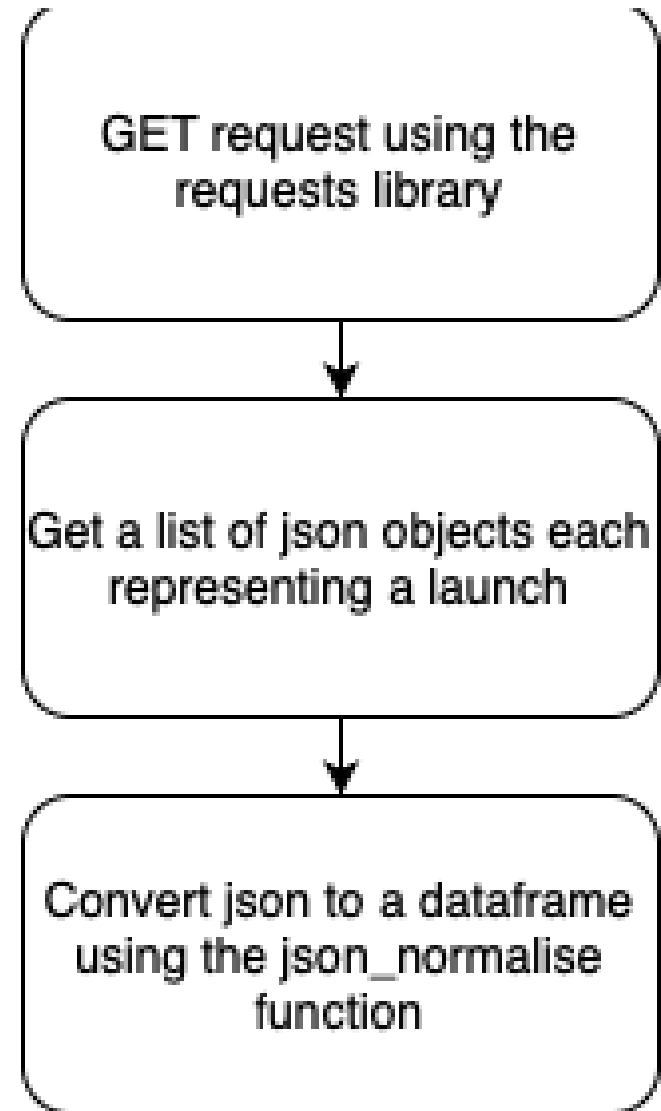 GET request using the
requests library
Get a list of json objects each
representing a launch
Convert json to a dataframe
using the json_normalise
function